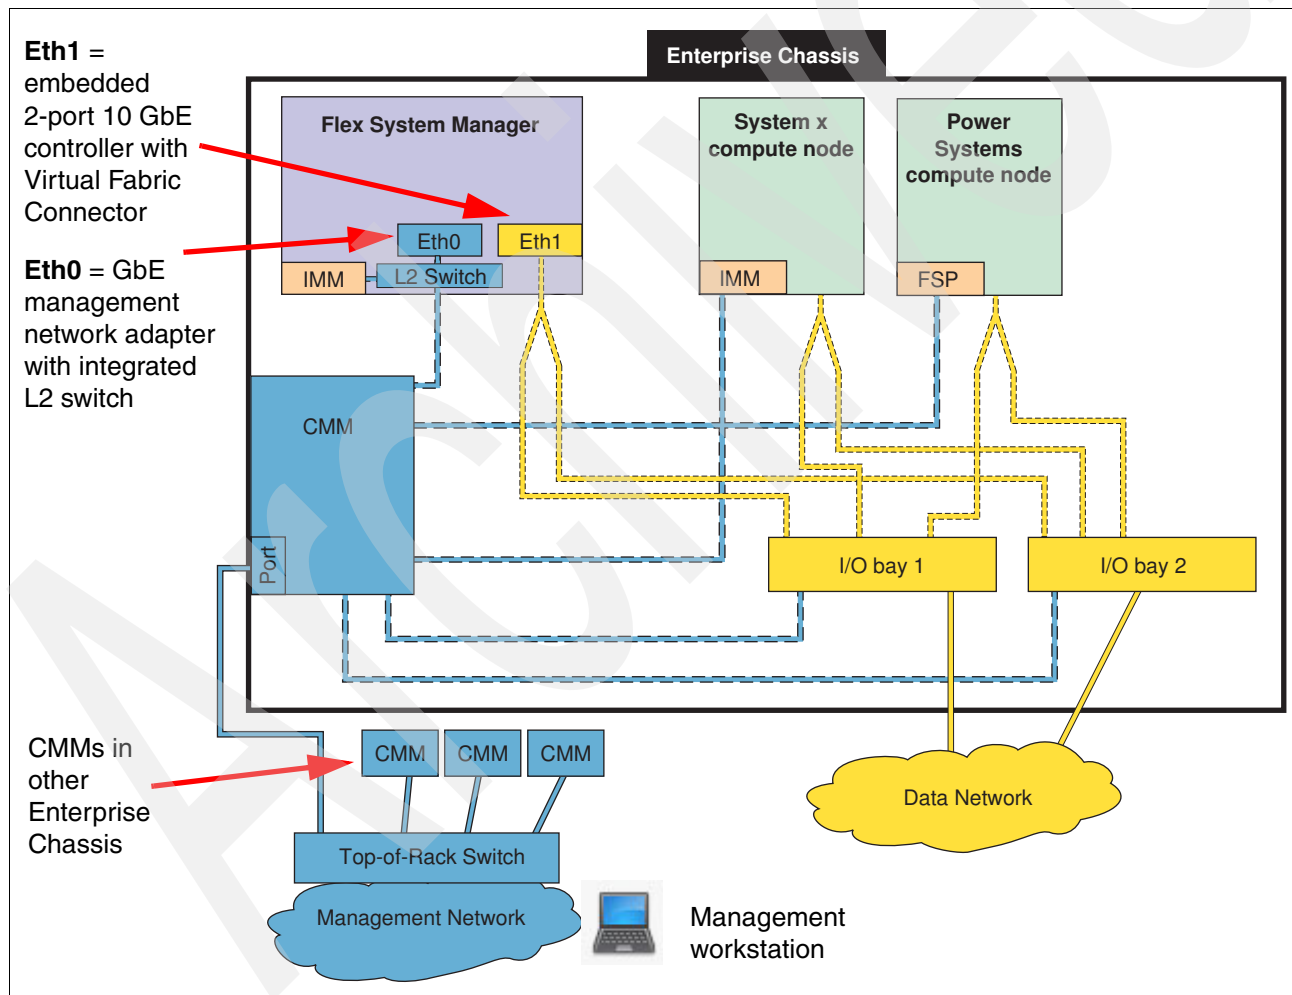 Eth1 =
embedded
2-port 10 GbE
controller with
Virtual Fabric
Connector
Eth0 = GbE
management
network adapter
with integrated
L2 switch
Enterprise Chassis
Flex System Manager
Eth0
Eth1
IMM
L2 Switch
System x
compute node
IMM
Power
Systems
compute node
FSP
CMM
Port
I/O bay 1
I/O bay 2
CMMs in
other
Enterprise
Chassis
CMM
CMM
CMM
Top-of-Rack Switch
Management Network
Management
workstation
Data Network
Archived